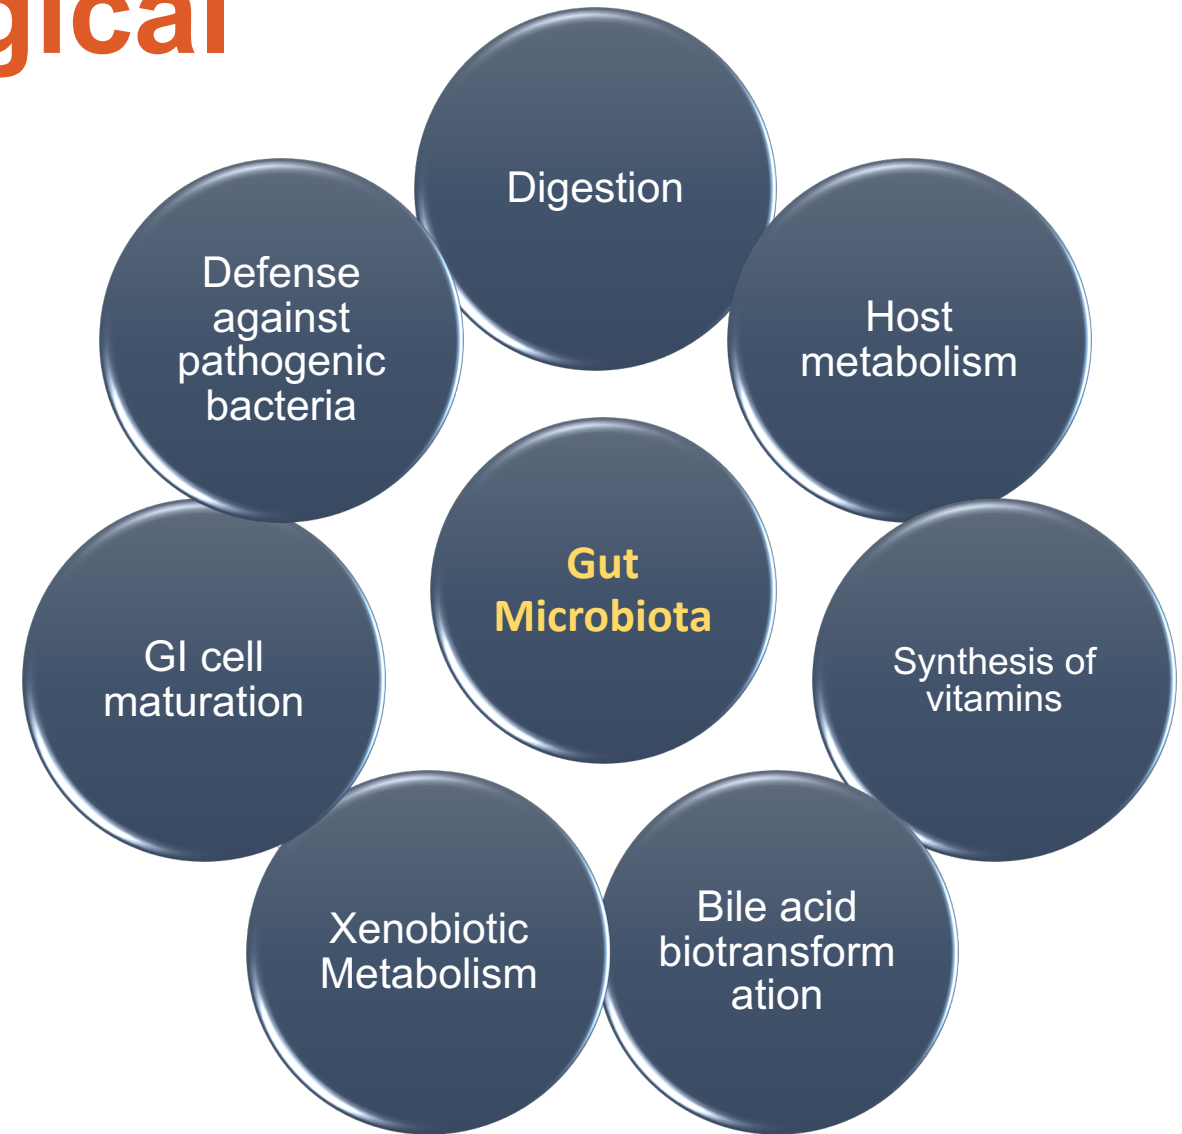 gical
Digestion
Host
metabolism
Synthesis of
vitamins
Bile acid
biotransform
ation
Xenobiotic
Metabolism
GI cell
maturation
Defense
against
pathogenic
bacteria
Gut
Microbiota